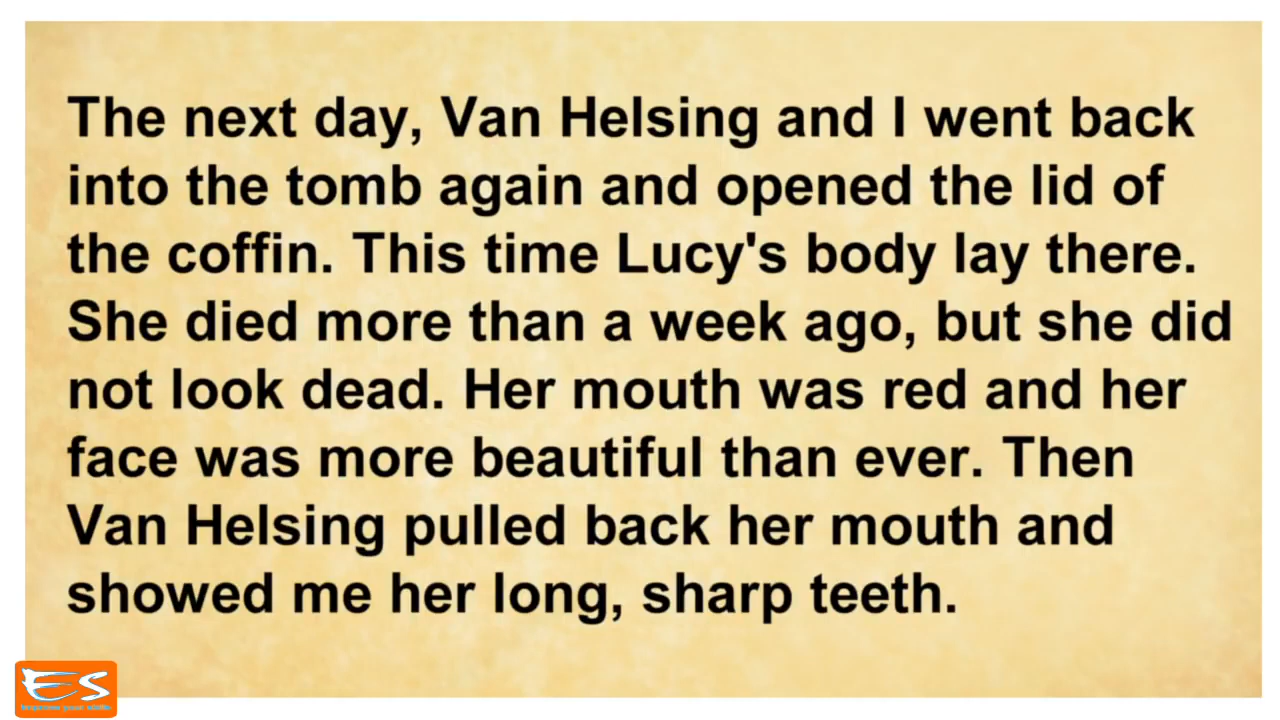 The next day, Van Helsing and I went back
into the tomb again and opened the lid of
the coffin. This time Lucy's body lay there.
She died more than a week ago, but she did
not look dead. Her mouth was red and her
face was more beautiful than ever. Then
Van Helsing pulled back her mouth and
showed me her long, sharp teeth.
ES